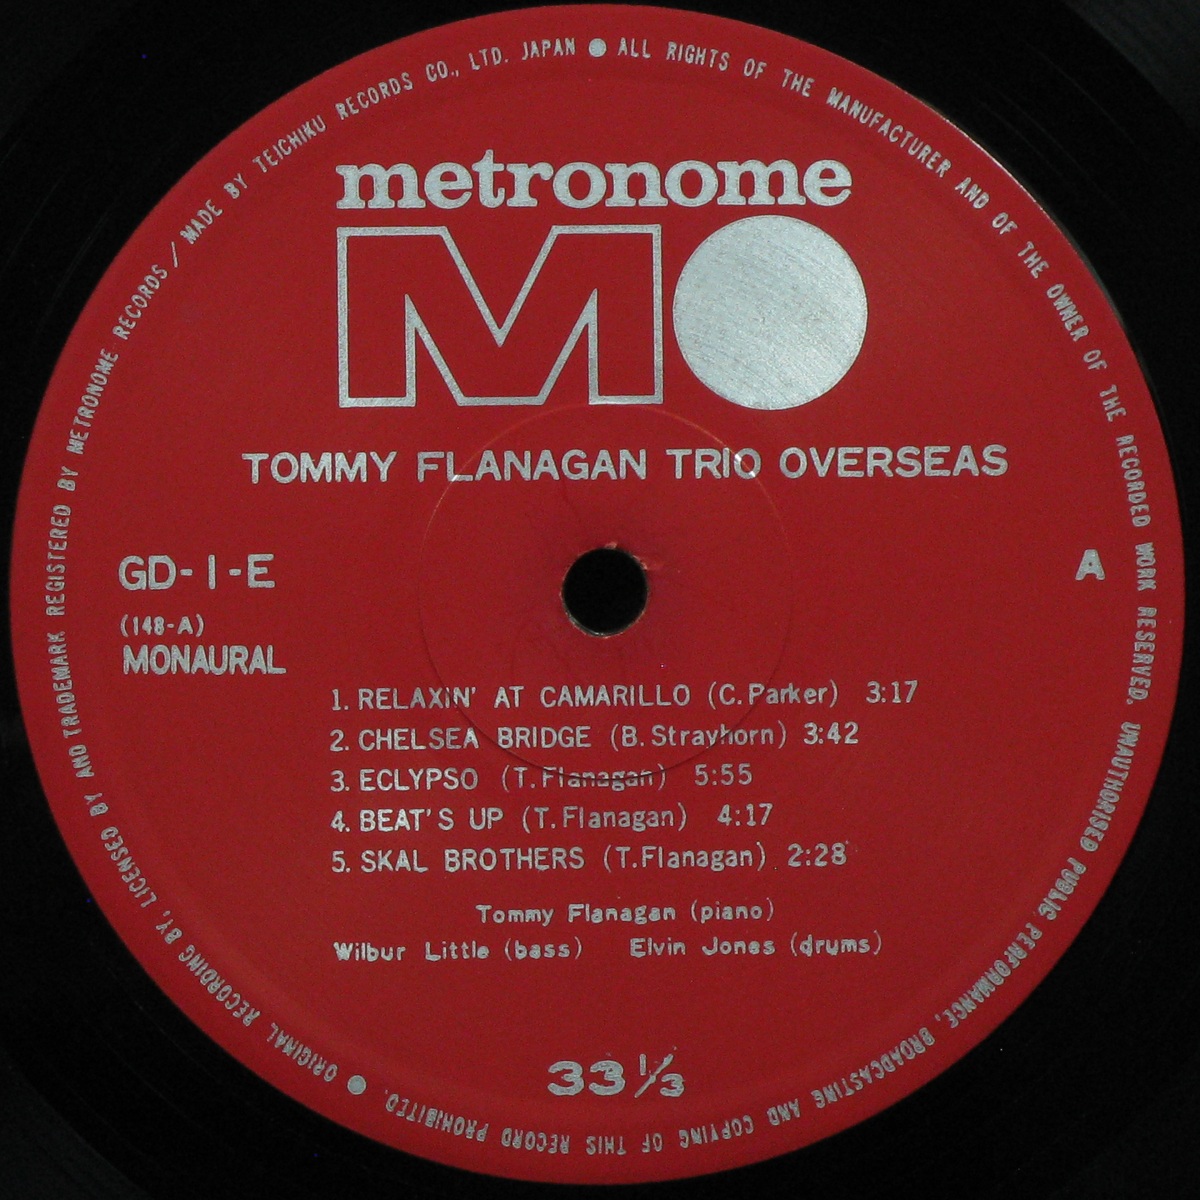 ORIGINAL RECORDING BY, LICENSED BY AND TRADEMARK REGISTERED BY METRONOME RECORDS / MADE BY TEICHIKU RECORDS CO., LTD. JAPAN ● ALL RIGHTS OF THE MANUFACTURER AND OF THE OWNER OF THE RECORDED WORK RESERVED. UNAUTHORISED PUBLIC PERFORMANCE, BROADCASTING AND COPYING OF THIS RECORD PROHIBITED. ●
metronome
MO
TOMMY FLANAGAN TRIO OVERSEAS
GD-1-E
A
(148-A)
MONAURAL
1. RELAXIN' AT CAMARILLO (C. Parker) 3:17
2. CHELSEA BRIDGE (B. Strayhorn) 3:42
3. ECLYPSO (T. Flanagan) 5:55
4. BEAT'S UP (T. Flanagan) 4:17
5. SKAL BROTHERS (T. Flanagan) 2:28
Tommy Flanagan (piano)
Wilbur Little (bass) Elvin Jones (drums)
33 1/3